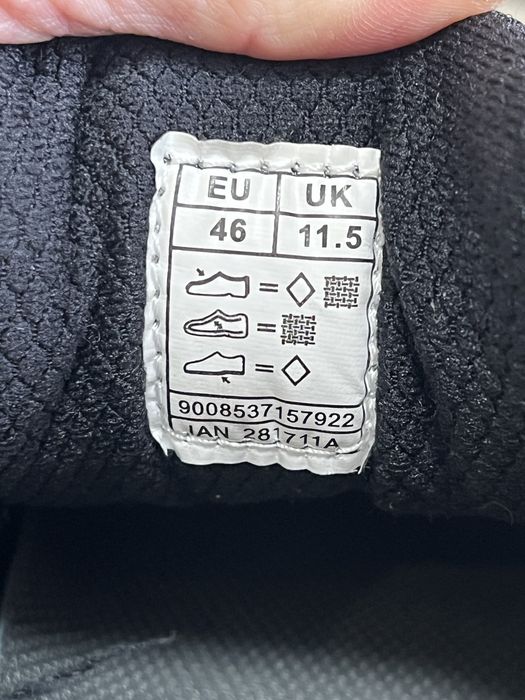 EU UK
46 11.5
=
=
=
9008537157922
IAN 281711A